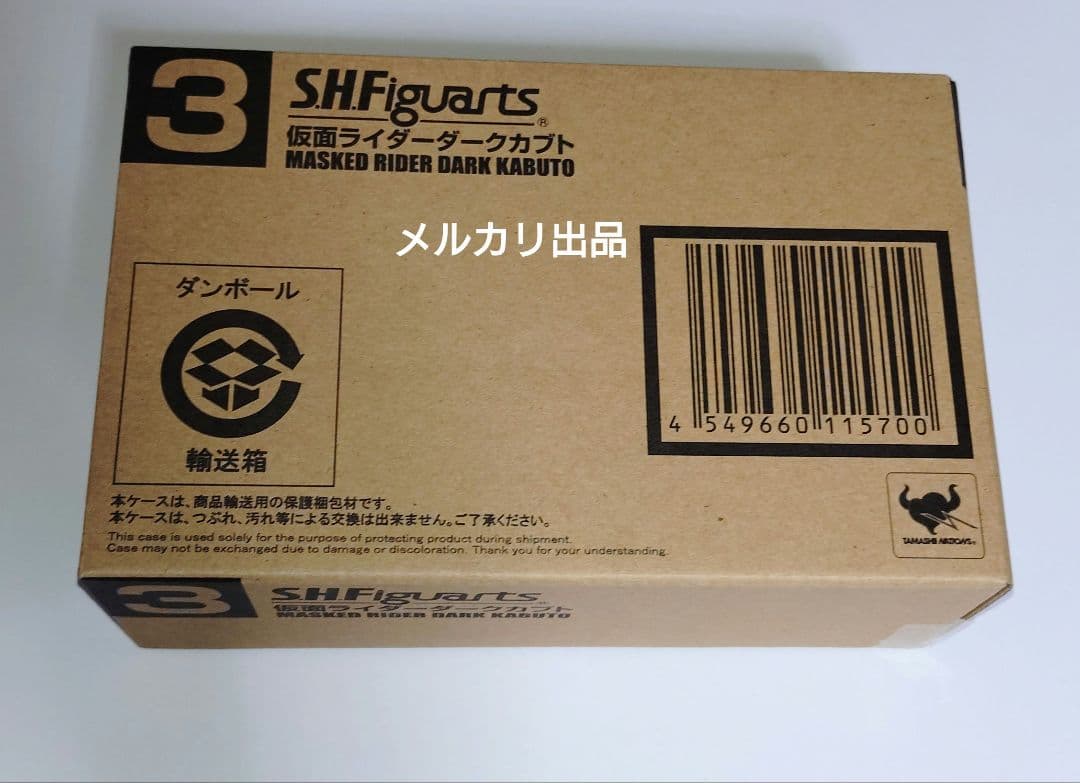 3
S.H.Figuarts®
仮面ライダーダークカブト
MASKED RIDER DARK KABUTO
メルカリ出品
ダンボール
輸送箱
4 549660 115700
本ケースは、商品輸送用の保護梱包材です。
本ケースは、つぶれ、汚れ等による交換は出来ません。ご了承ください。
This case is used solely for the purpose of protecting product during shipment.
Case may not be exchanged due to damage or discoloration. Thank you for your understanding.
TAMASHII NATIONS®
3
S.H.Figuarts®
仮面ライダーダークカブト
MASKED RIDER DARK KABUTO